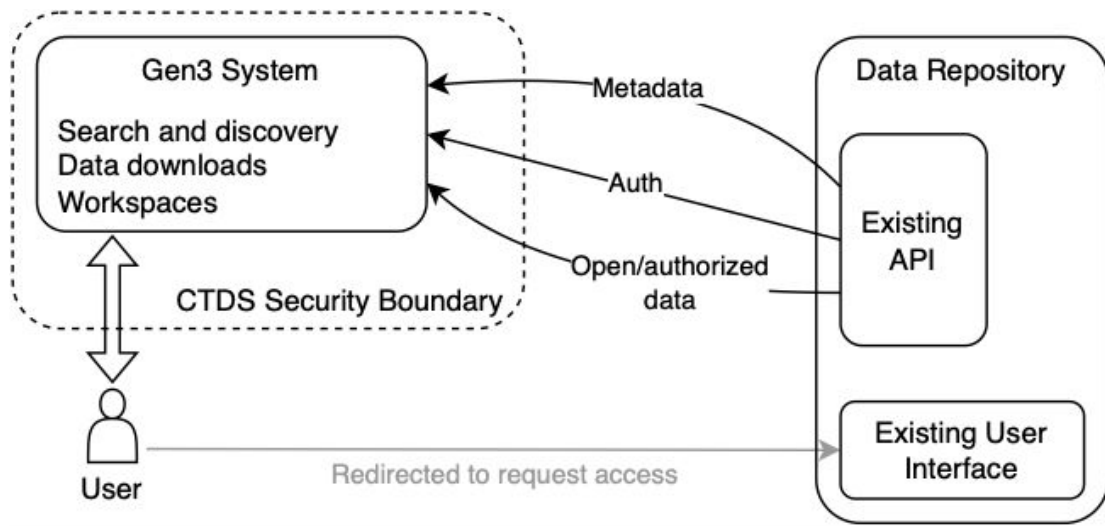 Gen3 System
Search and discovery
Data downloads
Workspaces
CTDS Security Boundary
Metadata
Auth
Open/authorized
data
Data Repository
Existing
API
Existing User
Interface
Redirected to request access
User